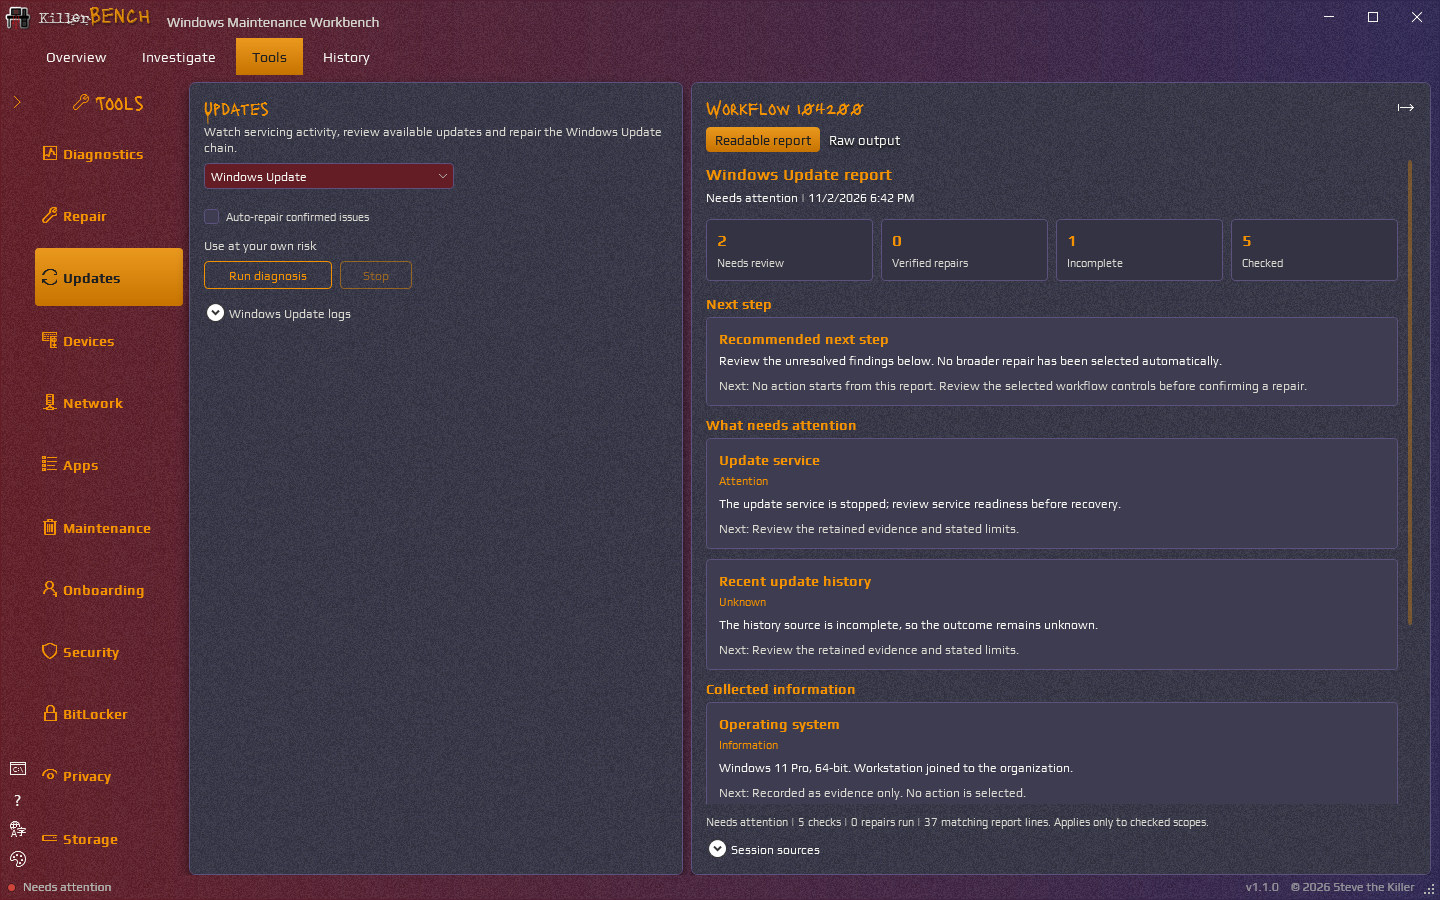 KillerBENCH
Windows Maintenance Workbench
Overview
Investigate
Tools
History
TOOLS
Diagnostics
Repair
Updates
Devices
Network
Apps
Maintenance
Onboarding
Security
BitLocker
Privacy
Storage
UPDATES
Watch servicing activity, review available updates and repair the Windows Update
chain.
Windows Update
Auto-repair confirmed issues
Use at your own risk
Run diagnosis
Stop
Windows Update logs
WORKFLOW 104200
Readable report
Raw output
Windows Update report
Needs attention | 11/2/2026 6:42 PM
2
Needs review
0
Verified repairs
1
Incomplete
5
Checked
Next step
Recommended next step
Review the unresolved findings below. No broader repair has been selected automatically.
Next: No action starts from this report. Review the selected workflow controls before confirming a repair.
What needs attention
Update service
Attention
The update service is stopped; review service readiness before recovery.
Next: Review the retained evidence and stated limits.
Recent update history
Unknown
The history source is incomplete, so the outcome remains unknown.
Next: Review the retained evidence and stated limits.
Collected information
Operating system
Information
Windows 11 Pro, 64-bit. Workstation joined to the organization.
Next: Recorded as evidence only. No action is selected.
Needs attention | 5 checks | 0 repairs run | 37 matching report lines. Applies only to checked scopes.
Session sources
Needs attention
v1.1.0
© 2026 Steve the Killer